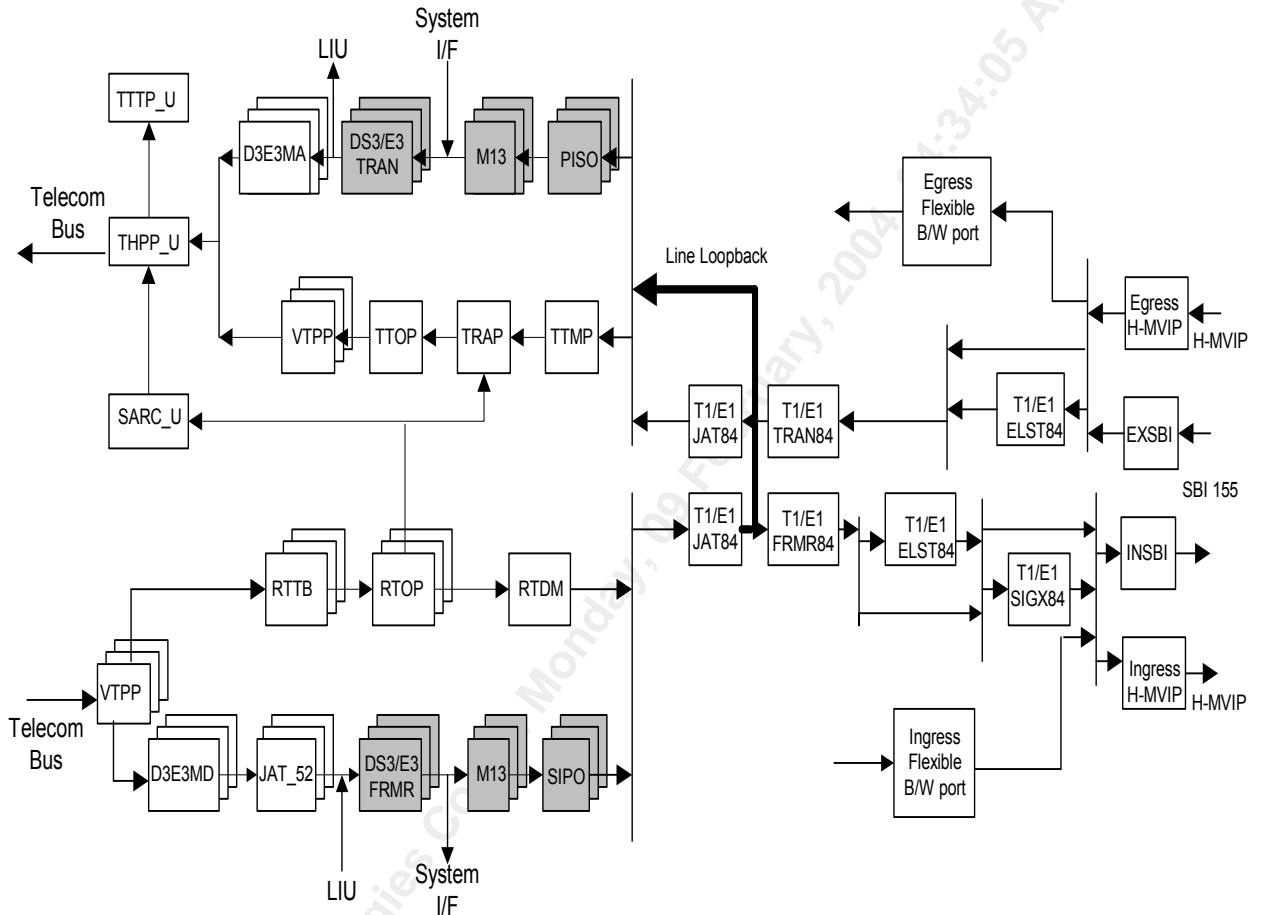 System
I/F
LIU
TTTP_U
D3E3MA
DS3/E3
TRAN
M13
PISO
Telecom
Bus
THPP_U
Egress
Flexible
B/W port
Line Loopback
Egress
H-MVIP
H-MVIP
VTPP
TTOP
TRAP
TTMP
SARC_U
T1/E1
JAT84
T1/E1
TRAN84
T1/E1
ELST84
EXSBI
SBI 155
T1/E1
JAT84
T1/E1
FRMR84
T1/E1
ELST84
INSBI
T1/E1
SIGX84
RTTB
RTOP
RTDM
VTPP
Ingress
H-MVIP
H-MVIP
Telecom
Bus
D3E3MD
JAT_52
DS3/E3
FRMR
M13
SIPO
Ingress
Flexible
B/W port
LIU
System
I/F